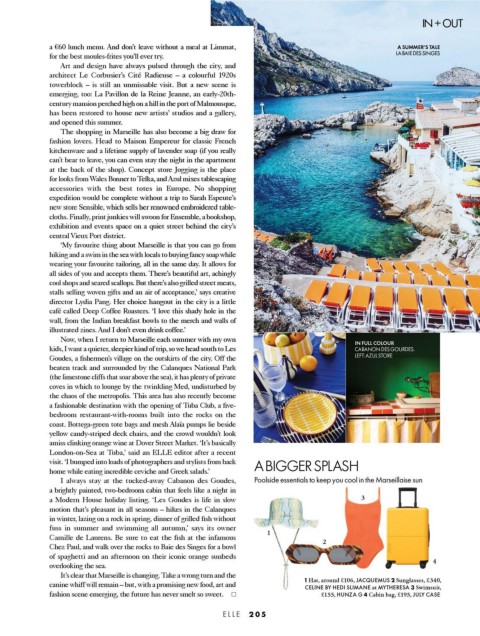 IN + OUT
a €60 lunch menu. And don't leave without a meal at Limmat,
for the best moules-frites you'll ever try.
Art and design have always pulsed through the city, and
architect Le Corbusier's Cité Radieuse – a colourful 1920s
towerblock – is still an unmissable visit. But a new scene is
emerging, too: La Pavillon de la Reine Jeanne, an early-20th-
century mansion perched high on a hill in the port of Malmousque,
has been restored to house new artists' studios and a gallery,
and opened this summer.
The shopping in Marseille has also become a big draw for
fashion lovers. Head to Maison Empereur for classic French
kitchenware and a lifetime supply of lavender soap (if you really
can't bear to leave, you can even stay the night in the apartment
at the back of the shop). Concept store Jogging is the place
for looks from Wales Bonner to Telfar, and Azul mixes tablescaping
accessories with the best totes in Europe. No shopping
expedition would be complete without a trip to Sarah Espeute's
new store Sensible, which sells her renowned embroidered table-
cloths. Finally, print junkies will swoon for Ensemble, a bookshop,
exhibition and events space on a quiet street behind the city's
central Vieux Port district.
'My favourite thing about Marseille is that you can go from
hiking and a swim in the sea with locals to buying fancy soap while
wearing your favourite tailoring, all in the same day. It allows for
all sides of you and accepts them. There's beautiful art, achingly
cool shops and seared scallops. But there's also grilled street meats,
stalls selling woven gifts and an air of acceptance,' says creative
director Lydia Pang. Her choice hangout in the city is a little
café called Deep Coffee Roasters. 'I love this shady hole in the
wall, from the Indian breakfast bowls to the merch and walls of
illustrated zines. And I don't even drink coffee.'
Now, when I return to Marseille each summer with my own
kids, I want a quieter, sleepier kind of trip, so we head south to Les
Goudes, a fishermen's village on the outskirts of the city. Off the
beaten track and surrounded by the Calanques National Park
(the limestone cliffs that soar above the sea), it has plenty of private
coves in which to lounge by the twinkling Med, undisturbed by
the chaos of the metropolis. This area has also recently become
a fashionable destination with the opening of Tuba Club, a five-
bedroom restaurant-with-rooms built into the rocks on the
coast. Bottega-green tote bags and mesh Alaïa pumps lie beside
yellow candy-striped deck chairs, and the crowd wouldn't look
amiss clinking orange wine at Dover Street Market. 'It's basically
London-on-Sea at Tuba,' said an ELLE editor after a recent
visit. 'I bumped into loads of photographers and stylists from back
home while eating incredible ceviche and Greek salads.'
I always stay at the tucked-away Cabanon des Goudes,
a brightly painted, two-bedroom cabin that feels like a night in
a Modern House holiday listing. 'Les Goudes is life in slow
motion that's pleasant in all seasons – hikes in the Calanques
in winter, lazing on a rock in spring, dinner of grilled fish without
fuss in summer and swimming all autumn,' says its owner
Camille de Laurens. Be sure to eat the fish at the infamous
Chez Paul, and walk over the rocks to Baie des Singes for a bowl
of spaghetti and an afternoon on their iconic orange sunbeds
overlooking the sea.
It's clear that Marseille is changing. Take a wrong turn and the
canine whiff will remain – but, with a promising new food, art and
fashion scene emerging, the future has never smelt so sweet. □
A SUMMER'S TALE
LA BAIE DES SINGES
IN FULL COLOUR
CABANON DES GOURDES.
LEFT: AZUL STORE
A BIGGER SPLASH
Poolside essentials to keep you cool in the Marseillaise sun
1
2
3
4
1 Hat, around £106, JACQUEMUS 2 Sunglasses, £340,
CELINE BY HEDI SLIMANE at MYTHERESA 3 Swimsuit,
£155, HUNZA G 4 Cabin bag, £195, JULY CASE
ELLE 205